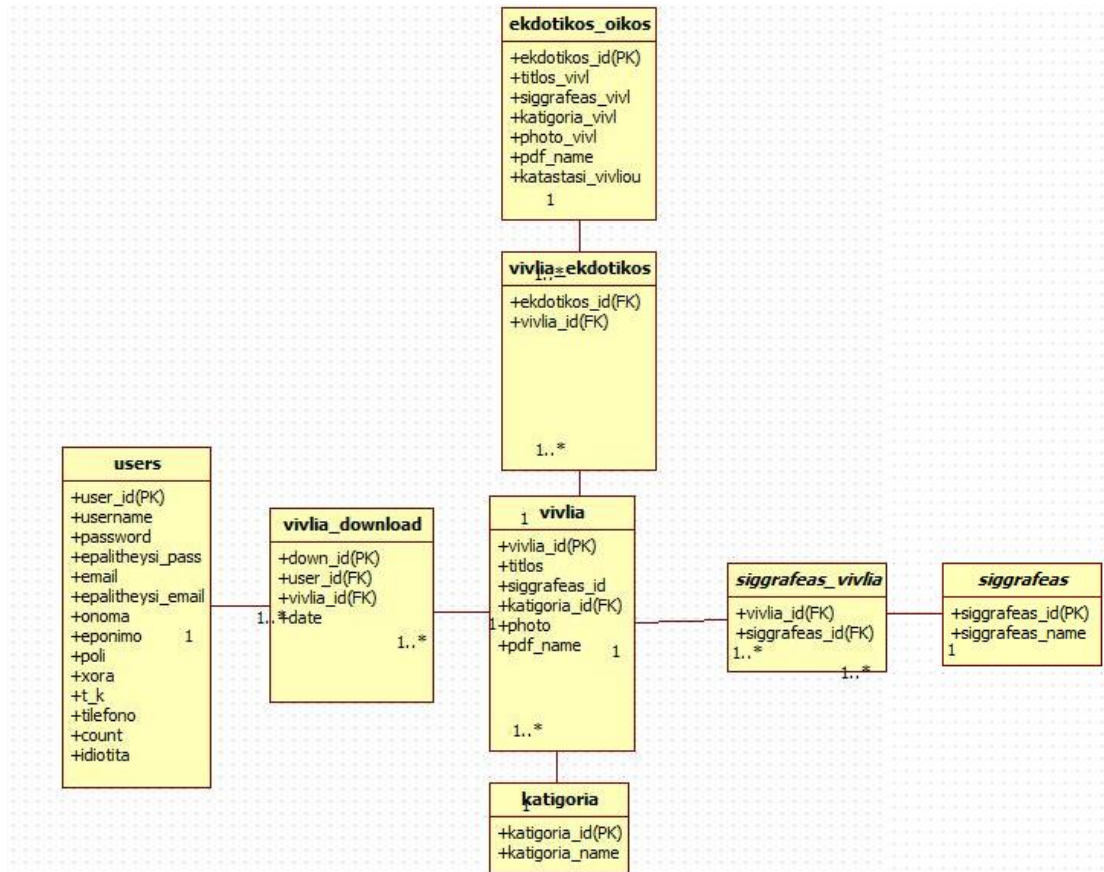 ekdotikos_oikos
+ekdotikos_id(PK)
+titlos_vivl
+siggrafeas_vivl
+katigoria_vivl
+photo_vivl
+pdf_name
+katastasi_vivliou
1
vivlia_ekdotikos
1..*
+ekdotikos_id(FK)
+vivlia_id(FK)
1..*
users
+user_id(PK)
+username
+password
+epalitheysi_pass
+email
+epalitheysi_email
+onoma
+eponimo
1
+poli
+xora
+t_k
+tilefono
+count
+idiotita
vivlia_download
+down_id(PK)
+user_id(FK)
+vivlia_id(FK)
+date
1..*
1..*
vivlia
1
+vivlia_id(PK)
+titlos
+siggrafeas_id
+katigoria_id(FK)
+photo
+pdf_name
1
1
1..*
siggrafeas_vivlia
+vivlia_id(FK)
+siggrafeas_id(FK)
1..*
1..*
siggrafeas
+siggrafeas_id(PK)
+siggrafeas_name
1
katigoria
1
+katigoria_id(PK)
+katigoria_name